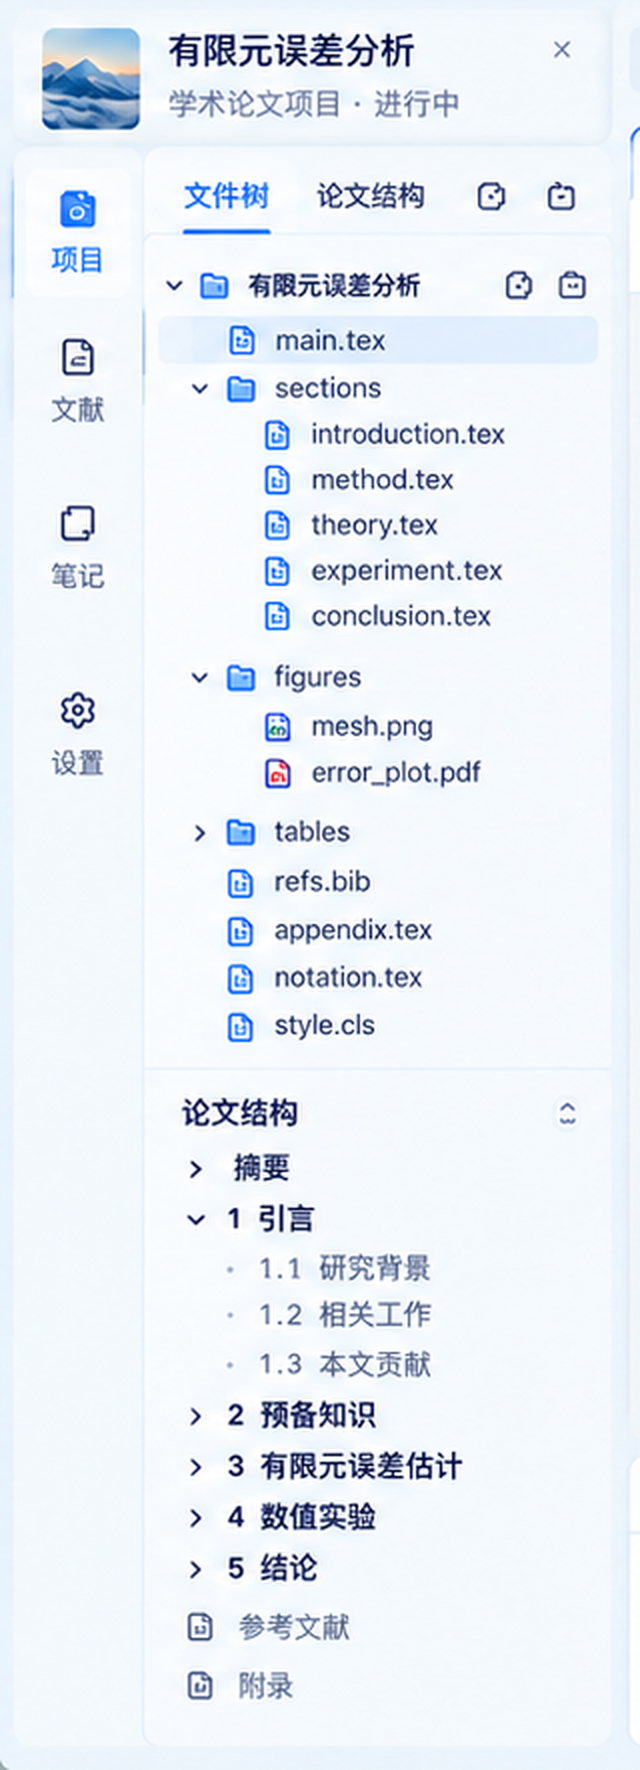 有限元误差分析
学术论文项目 · 进行中
项目
文献
笔记
设置
文件树 论文结构
有限元误差分析
main.tex
sections
introduction.tex
method.tex
theory.tex
experiment.tex
conclusion.tex
figures
mesh.png
error_plot.pdf
tables
refs.bib
appendix.tex
notation.tex
style.cls
论文结构
摘要
1 引言
1.1 研究背景
1.2 相关工作
1.3 本文贡献
2 预备知识
3 有限元误差估计
4 数值实验
5 结论
参考文献
附录